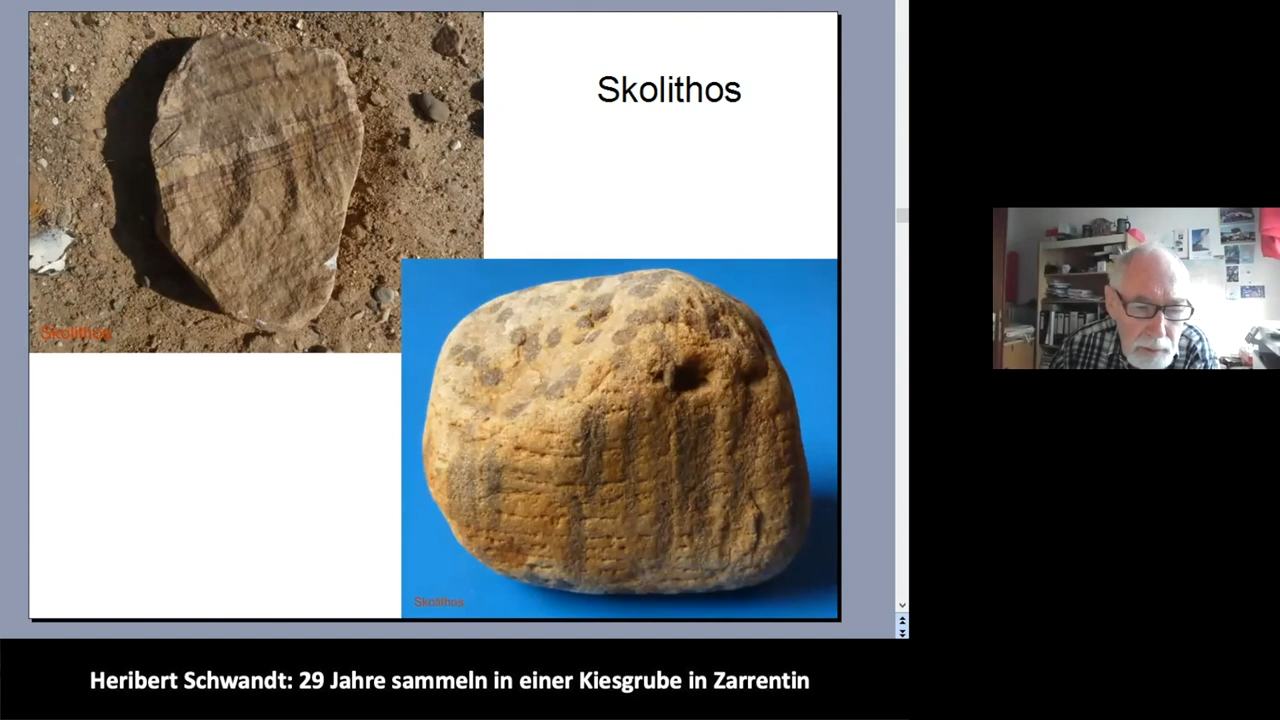 Skolithos
Skolithos
Skolithos
Heribert Schwandt: 29 Jahre sammeln in einer Kiesgrube in Zarrentin